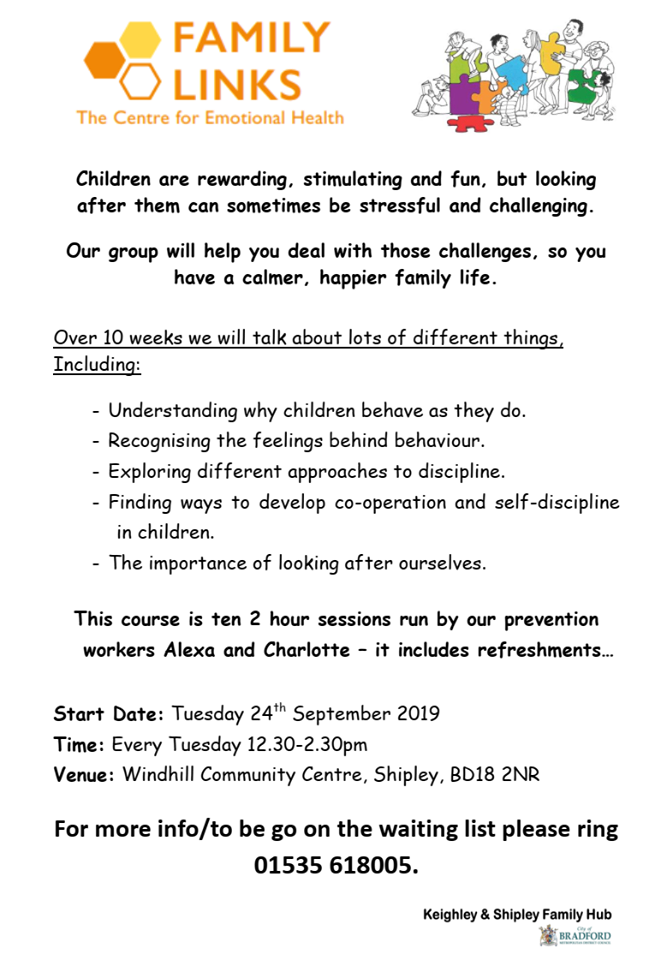 FAMILY
LINKS
The Centre for Emotional Health
Children are rewarding, stimulating and fun, but looking
after them can sometimes be stressful and challenging.
Our group will help you deal with those challenges, so you
have a calmer, happier family life.
Over 10 weeks we will talk about lots of different things,
Including:
- Understanding why children behave as they do.
- Recognising the feelings behind behaviour.
- Exploring different approaches to discipline.
- Finding ways to develop co-operation and self-discipline
in children.
- The importance of looking after ourselves.
This course is ten 2 hour sessions run by our prevention
workers Alexa and Charlotte – it includes refreshments…
Start Date: Tuesday 24th September 2019
Time: Every Tuesday 12.30-2.30pm
Venue: Windhill Community Centre, Shipley, BD18 2NR
For more info/to be go on the waiting list please ring
01535 618005.
Keighley & Shipley Family Hub
City of
BRADFORD
METROPOLITAN DISTRICT COUNCIL